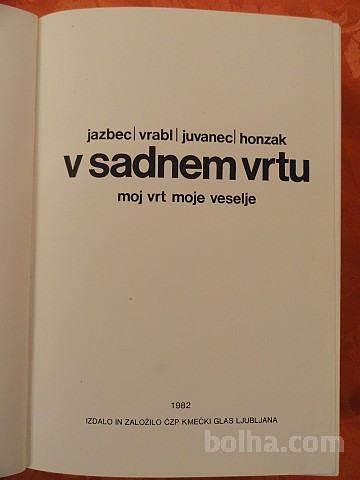 jazbec | vrabl | juvanec | honzak
v sadnem vrtu
moj vrt moje veselje
1982
IZDALO IN ZALOŽILO ČZP KMEČKI GLAS LJUBLJANA
bolha.com